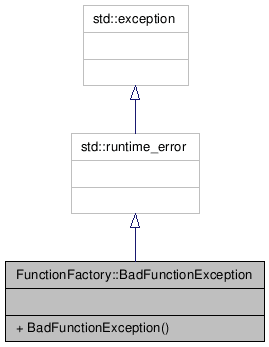 std::exception
std::runtime_error
FunctionFactory::BadFunctionException
+ BadFunctionException()